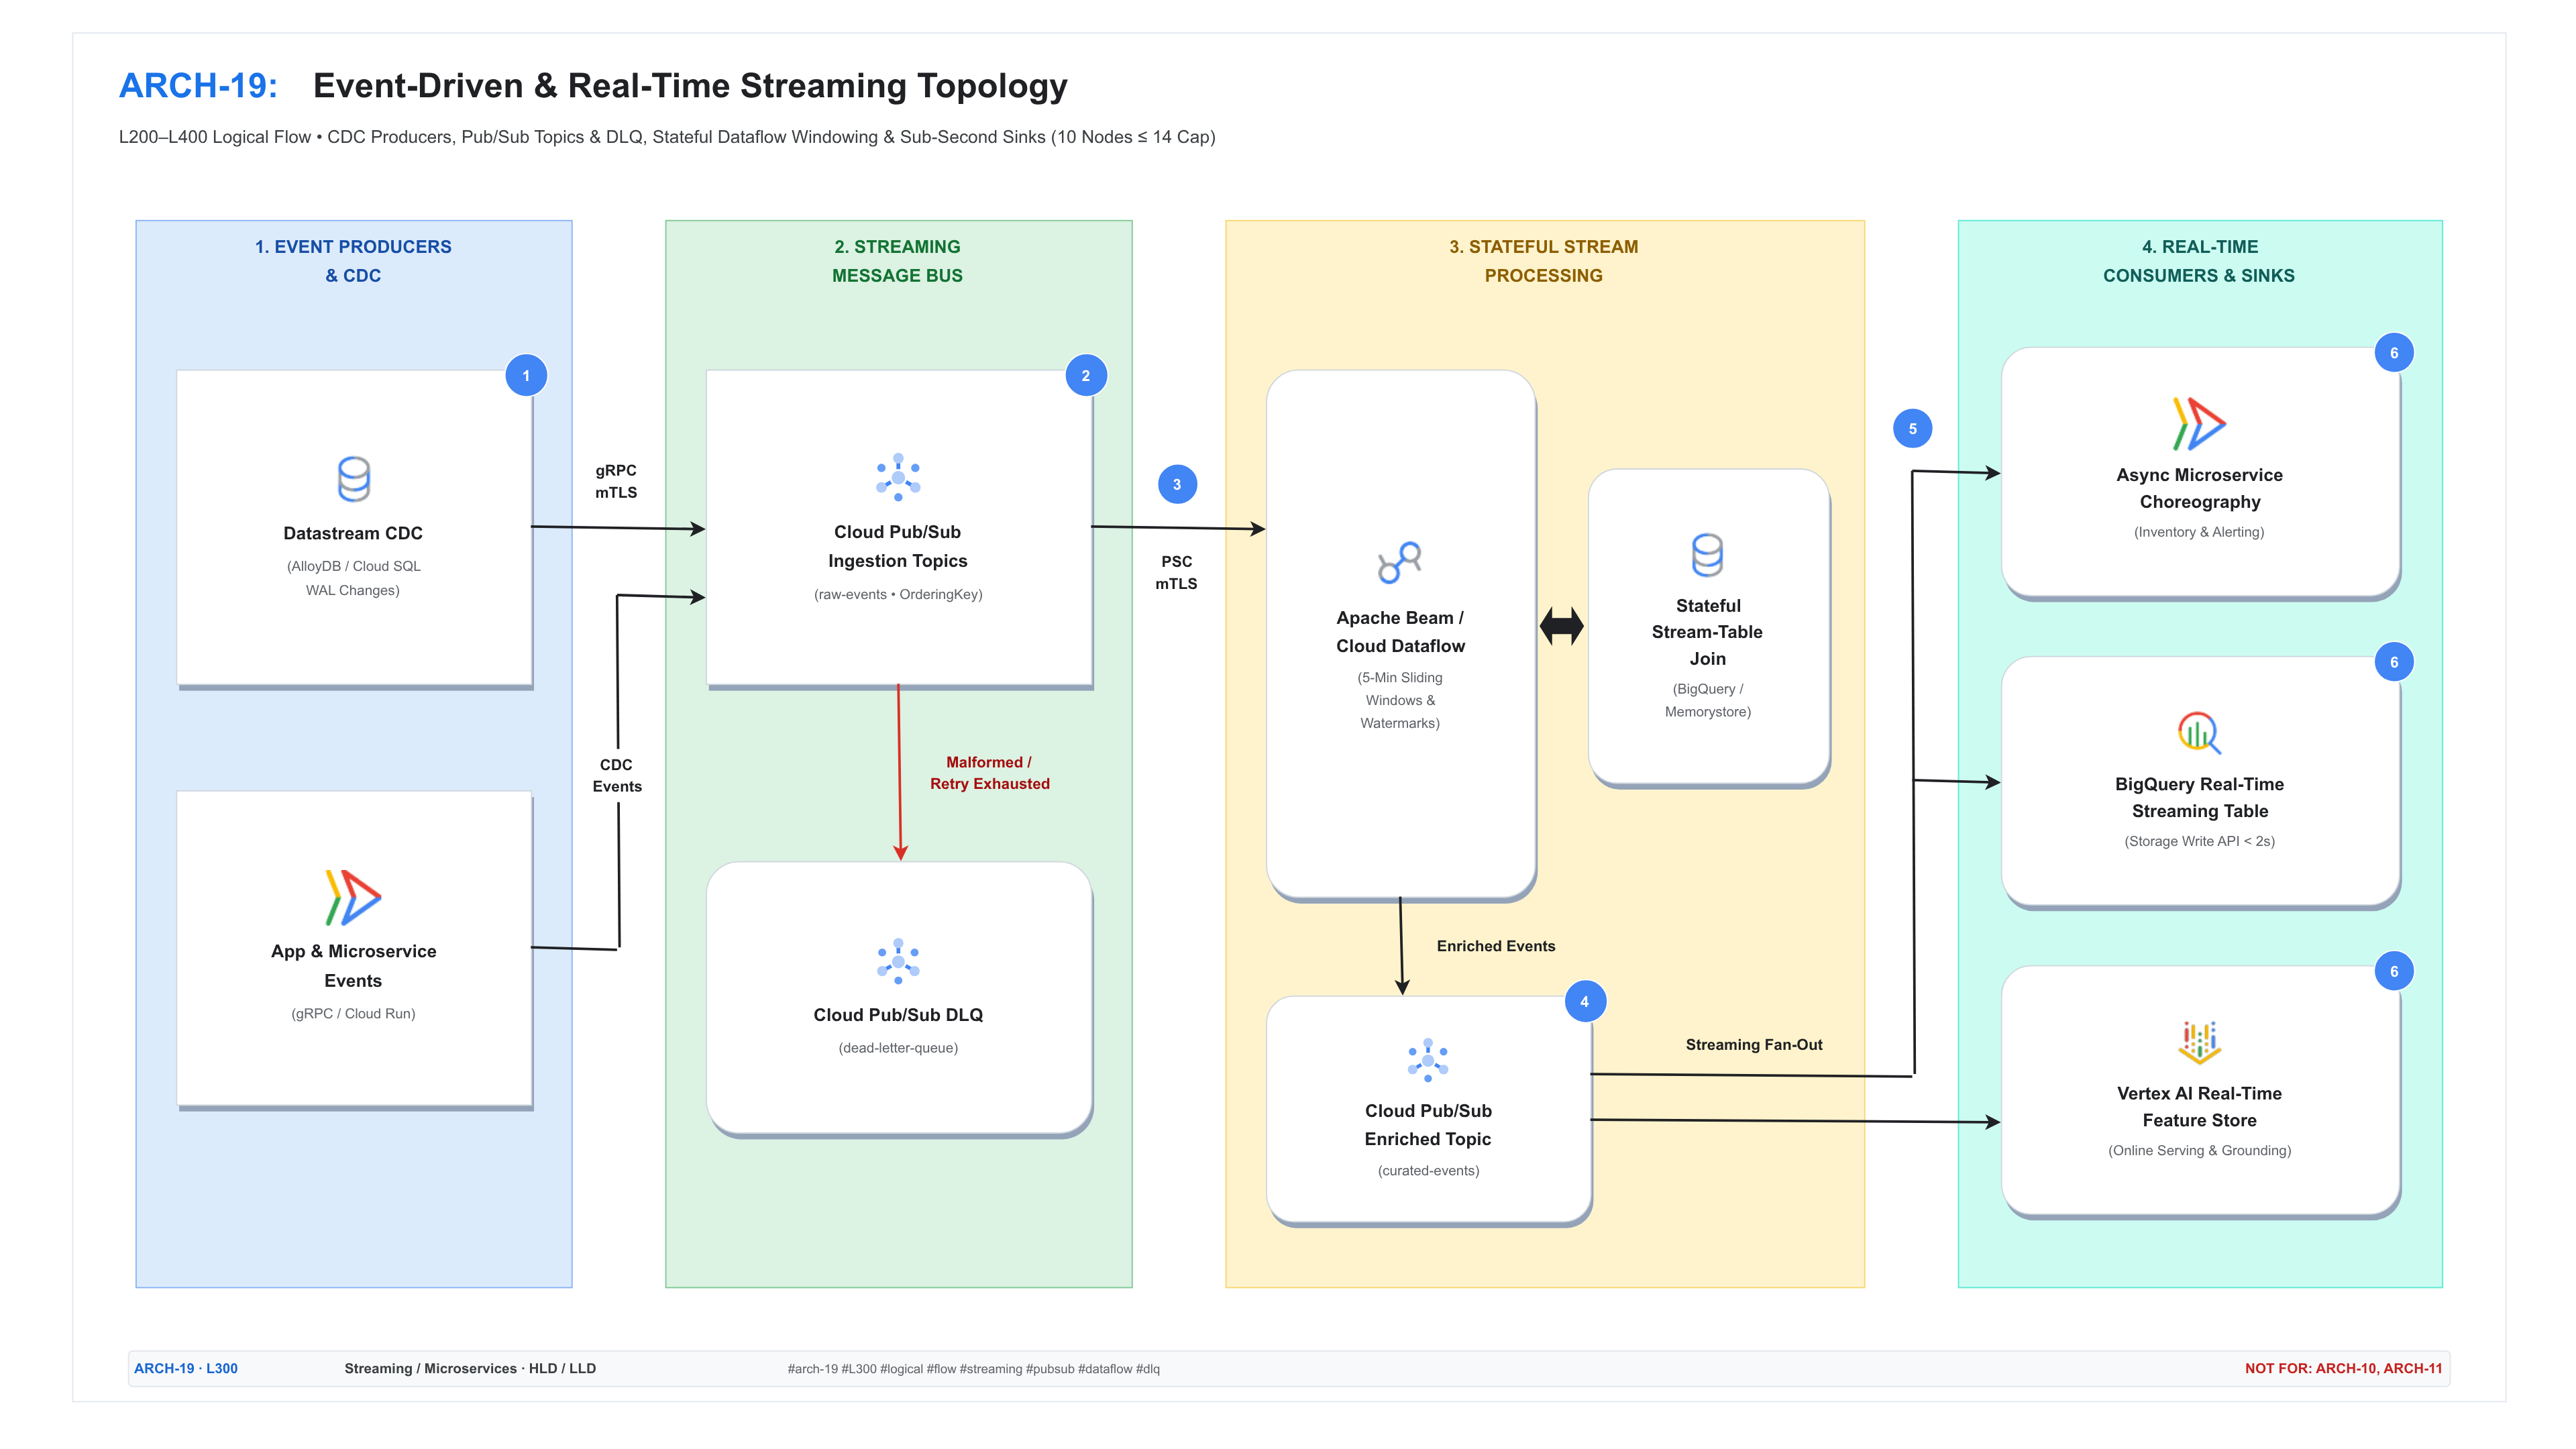 ARCH-19: Event-Driven & Real-Time Streaming Topology
L200–L400 Logical Flow • CDC Producers, Pub/Sub Topics & DLQ, Stateful Dataflow Windowing & Sub-Second Sinks (10 Nodes ≤ 14 Cap)
1. EVENT PRODUCERS
& CDC
1
Datastream CDC
(AlloyDB / Cloud SQL
WAL Changes)
App & Microservice
Events
(gRPC / Cloud Run)
gRPC
mTLS
CDC
Events
2. STREAMING
MESSAGE BUS
2
Cloud Pub/Sub
Ingestion Topics
(raw-events • OrderingKey)
Malformed /
Retry Exhausted
Cloud Pub/Sub DLQ
(dead-letter-queue)
3
PSC
mTLS
3. STATEFUL STREAM
PROCESSING
Apache Beam /
Cloud Dataflow
(5-Min Sliding
Windows &
Watermarks)
Stateful
Stream-Table
Join
(BigQuery /
Memorystore)
Enriched Events
4
Cloud Pub/Sub
Enriched Topic
(curated-events)
Streaming Fan-Out
5
4. REAL-TIME
CONSUMERS & SINKS
6
Async Microservice
Choreography
(Inventory & Alerting)
6
BigQuery Real-Time
Streaming Table
(Storage Write API < 2s)
6
Vertex AI Real-Time
Feature Store
(Online Serving & Grounding)
ARCH-19 · L300
Streaming / Microservices · HLD / LLD
#arch-19 #L300 #logical #flow #streaming #pubsub #dataflow #dlq
NOT FOR: ARCH-10, ARCH-11